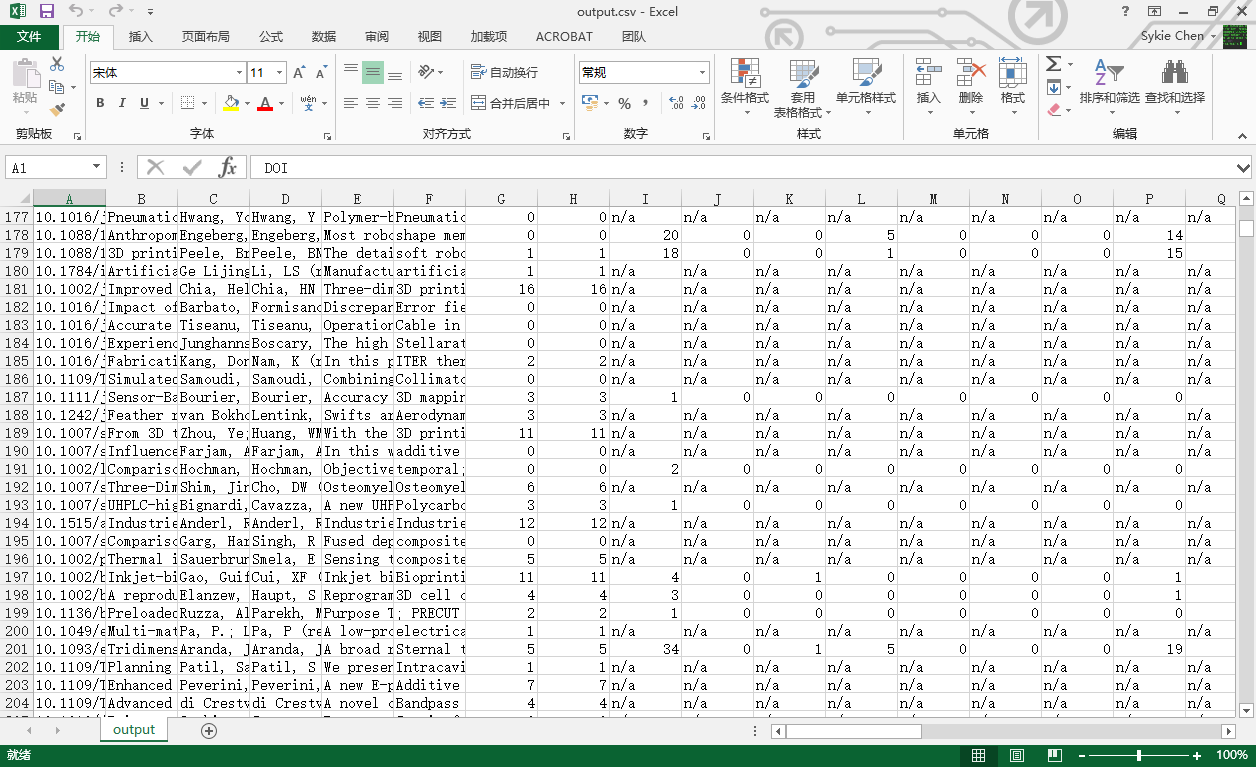 output.csv - Excel
?
文件 开始 插入 页面布局 公式 数据 审阅 视图 加载项 ACROBAT 团队 Sykie Chen
宋体 11 自动换行 常规
粘贴 B I U A wén 合并后居中 % , 条件格式 套用 表格格式 单元格样式 插入 删除 格式 排序和筛选 查找和选择
剪贴板 字体 对齐方式 数字 样式 单元格 编辑
A1 fx DOI
A B C D E F G H I J K L M N O P Q
177 10.1016/j Pneumatic Hwang, Yo Hwang, Y Polymer-b Pneumatic 0 0 n/a n/a n/a n/a n/a n/a n/a n/a n/a
178 10.1088/1 Anthropom Engeberg, Engeberg, Most robo shape mem 0 0 20 0 0 5 0 0 0 14
179 10.1088/1 3D printi Peele, Br Peele, BN The detai soft robo 1 1 18 0 0 1 0 0 0 15
180 10.1784/i Artificia Ge Lijing Li, LS (r Manufactu artificia 1 1 n/a n/a n/a n/a n/a n/a n/a n/a n/a
181 10.1002/j Improved Chia, Hel Chia, HN Three-dim 3D printi 16 16 n/a n/a n/a n/a n/a n/a n/a n/a n/a
182 10.1016/j Impact of Barbato, Formisano Discrepan Error fie 0 0 n/a n/a n/a n/a n/a n/a n/a n/a n/a
183 10.1016/j Accurate Tiseanu, Tiseanu, Operation Cable in 0 0 n/a n/a n/a n/a n/a n/a n/a n/a n/a
184 10.1016/j Experienc Junghanns Boscary, The high Stellarat 0 0 n/a n/a n/a n/a n/a n/a n/a n/a n/a
185 10.1016/j Fabricati Kang, Don Nam, K (r In this p ITER ther 2 2 n/a n/a n/a n/a n/a n/a n/a n/a n/a
186 10.1109/T Simulated Samoudi, Samoudi, Combining Collimato 0 0 n/a n/a n/a n/a n/a n/a n/a n/a n/a
187 10.1111/j Sensor-Ba Bourier, Bourier, Accuracy 3D mappin 3 3 1 0 0 0 0 0 0 0
188 10.1242/j Feather r van Bokho Lentink, Swifts ar Aerodynam 3 3 n/a n/a n/a n/a n/a n/a n/a n/a n/a
189 10.1007/s From 3D t Zhou, Ye; Huang, WM With the 3D printi 11 11 n/a n/a n/a n/a n/a n/a n/a n/a n/a
190 10.1007/s Influence Farjam, A Farjam, A In this w additive 0 0 n/a n/a n/a n/a n/a n/a n/a n/a n/a
191 10.1002/l Compariso Hochman, Hochman, Objective temporal; 0 0 2 0 0 0 0 0 0 0
192 10.1007/s Three-Dim Shim, Jin Cho, DW ( Osteomyel Osteomyel 6 6 n/a n/a n/a n/a n/a n/a n/a n/a n/a
193 10.1007/s UHPLC-hig Bignardi, Cavazza, A new UHP Polycarbo 3 3 1 0 0 0 0 0 0 0
194 10.1515/a Industrie Anderl, R Anderl, R Industrie Industrie 12 12 n/a n/a n/a n/a n/a n/a n/a n/a n/a
195 10.1007/s Compariso Garg, Har Singh, R Fused dep composite 0 0 n/a n/a n/a n/a n/a n/a n/a n/a n/a
196 10.1002/p Thermal i Sauerbrun Smela, E Sensing t composite 5 5 n/a n/a n/a n/a n/a n/a n/a n/a n/a
197 10.1002/b Inkjet-bi Gao, Guif Cui, XF ( Inkjet bi Bioprinti 11 11 4 0 1 0 0 0 0 1
198 10.1002/b A reprodu Elanzew, Haupt, S Reprogram 3D cell c 4 4 3 0 0 0 0 0 0 1
199 10.1136/b Preloaded Ruzza, Al Parekh, M Purpose T ; PRECUT 2 2 1 0 0 0 0 0 0 0
200 10.1049/e Multi-mat Pa, P.; L Pa, P (re A low-pro electrica 1 1 n/a n/a n/a n/a n/a n/a n/a n/a n/a
201 10.1093/e Tridimens Aranda, J Aranda, J A broad r Sternal t 5 5 34 0 1 5 0 0 0 19
202 10.1109/T Planning Patil, Sa Patil, S We presen Intracavi 1 1 n/a n/a n/a n/a n/a n/a n/a n/a n/a
203 10.1109/T Enhanced Peverini, Peverini, A new E-p Additive 7 7 n/a n/a n/a n/a n/a n/a n/a n/a n/a
204 10.1109/T Advanced di Crestv di Crestv A novel c Bandpass 4 4 n/a n/a n/a n/a n/a n/a n/a n/a n/a
output
就绪 100%